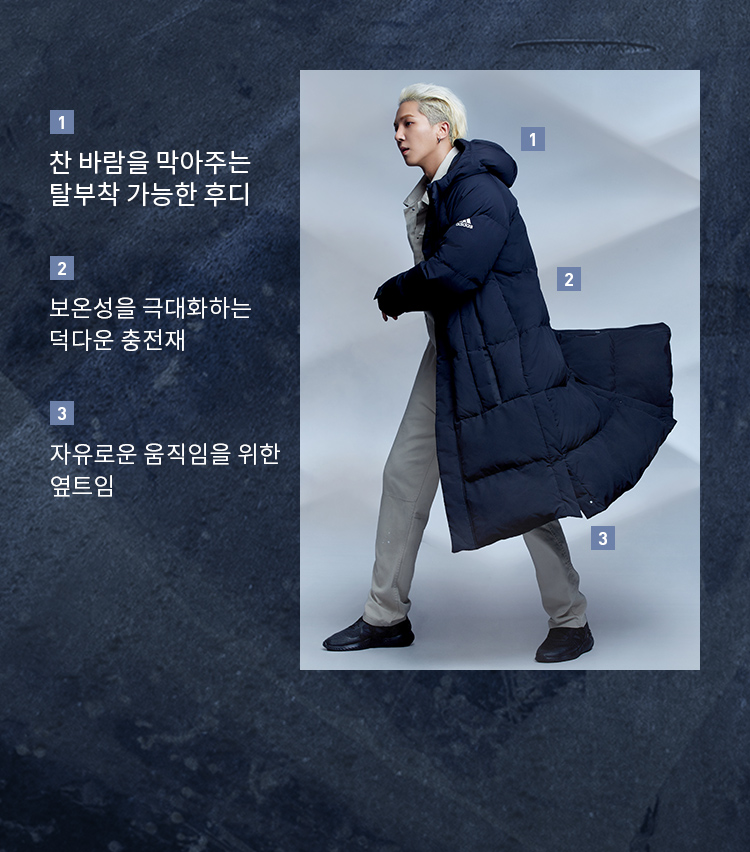 1
찬 바람을 막아주는
탈부착 가능한 후디
2
보온성을 극대화하는
덕다운 충전재
3
자유로운 움직임을 위한
옆트임
1
adidas
2
3